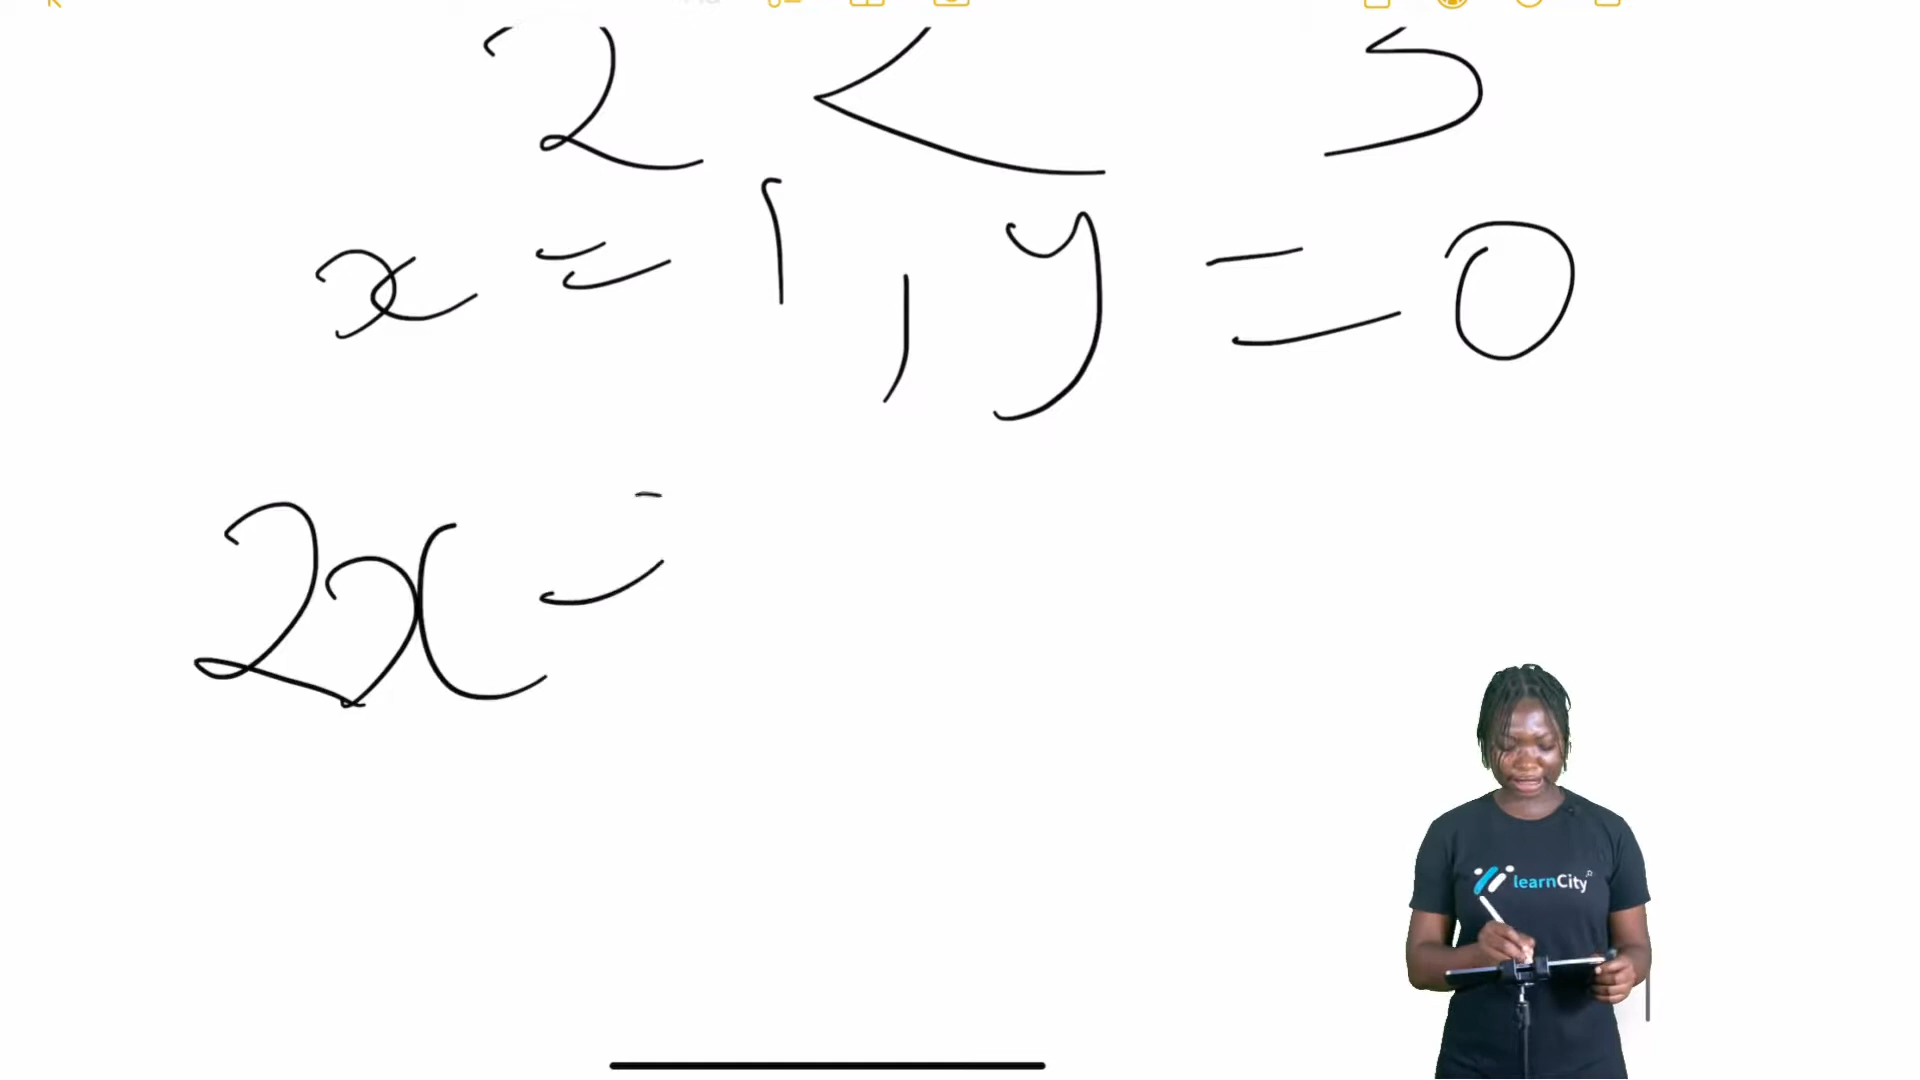 2 < 5
x = 1 , y = 0
2x =
learnCity